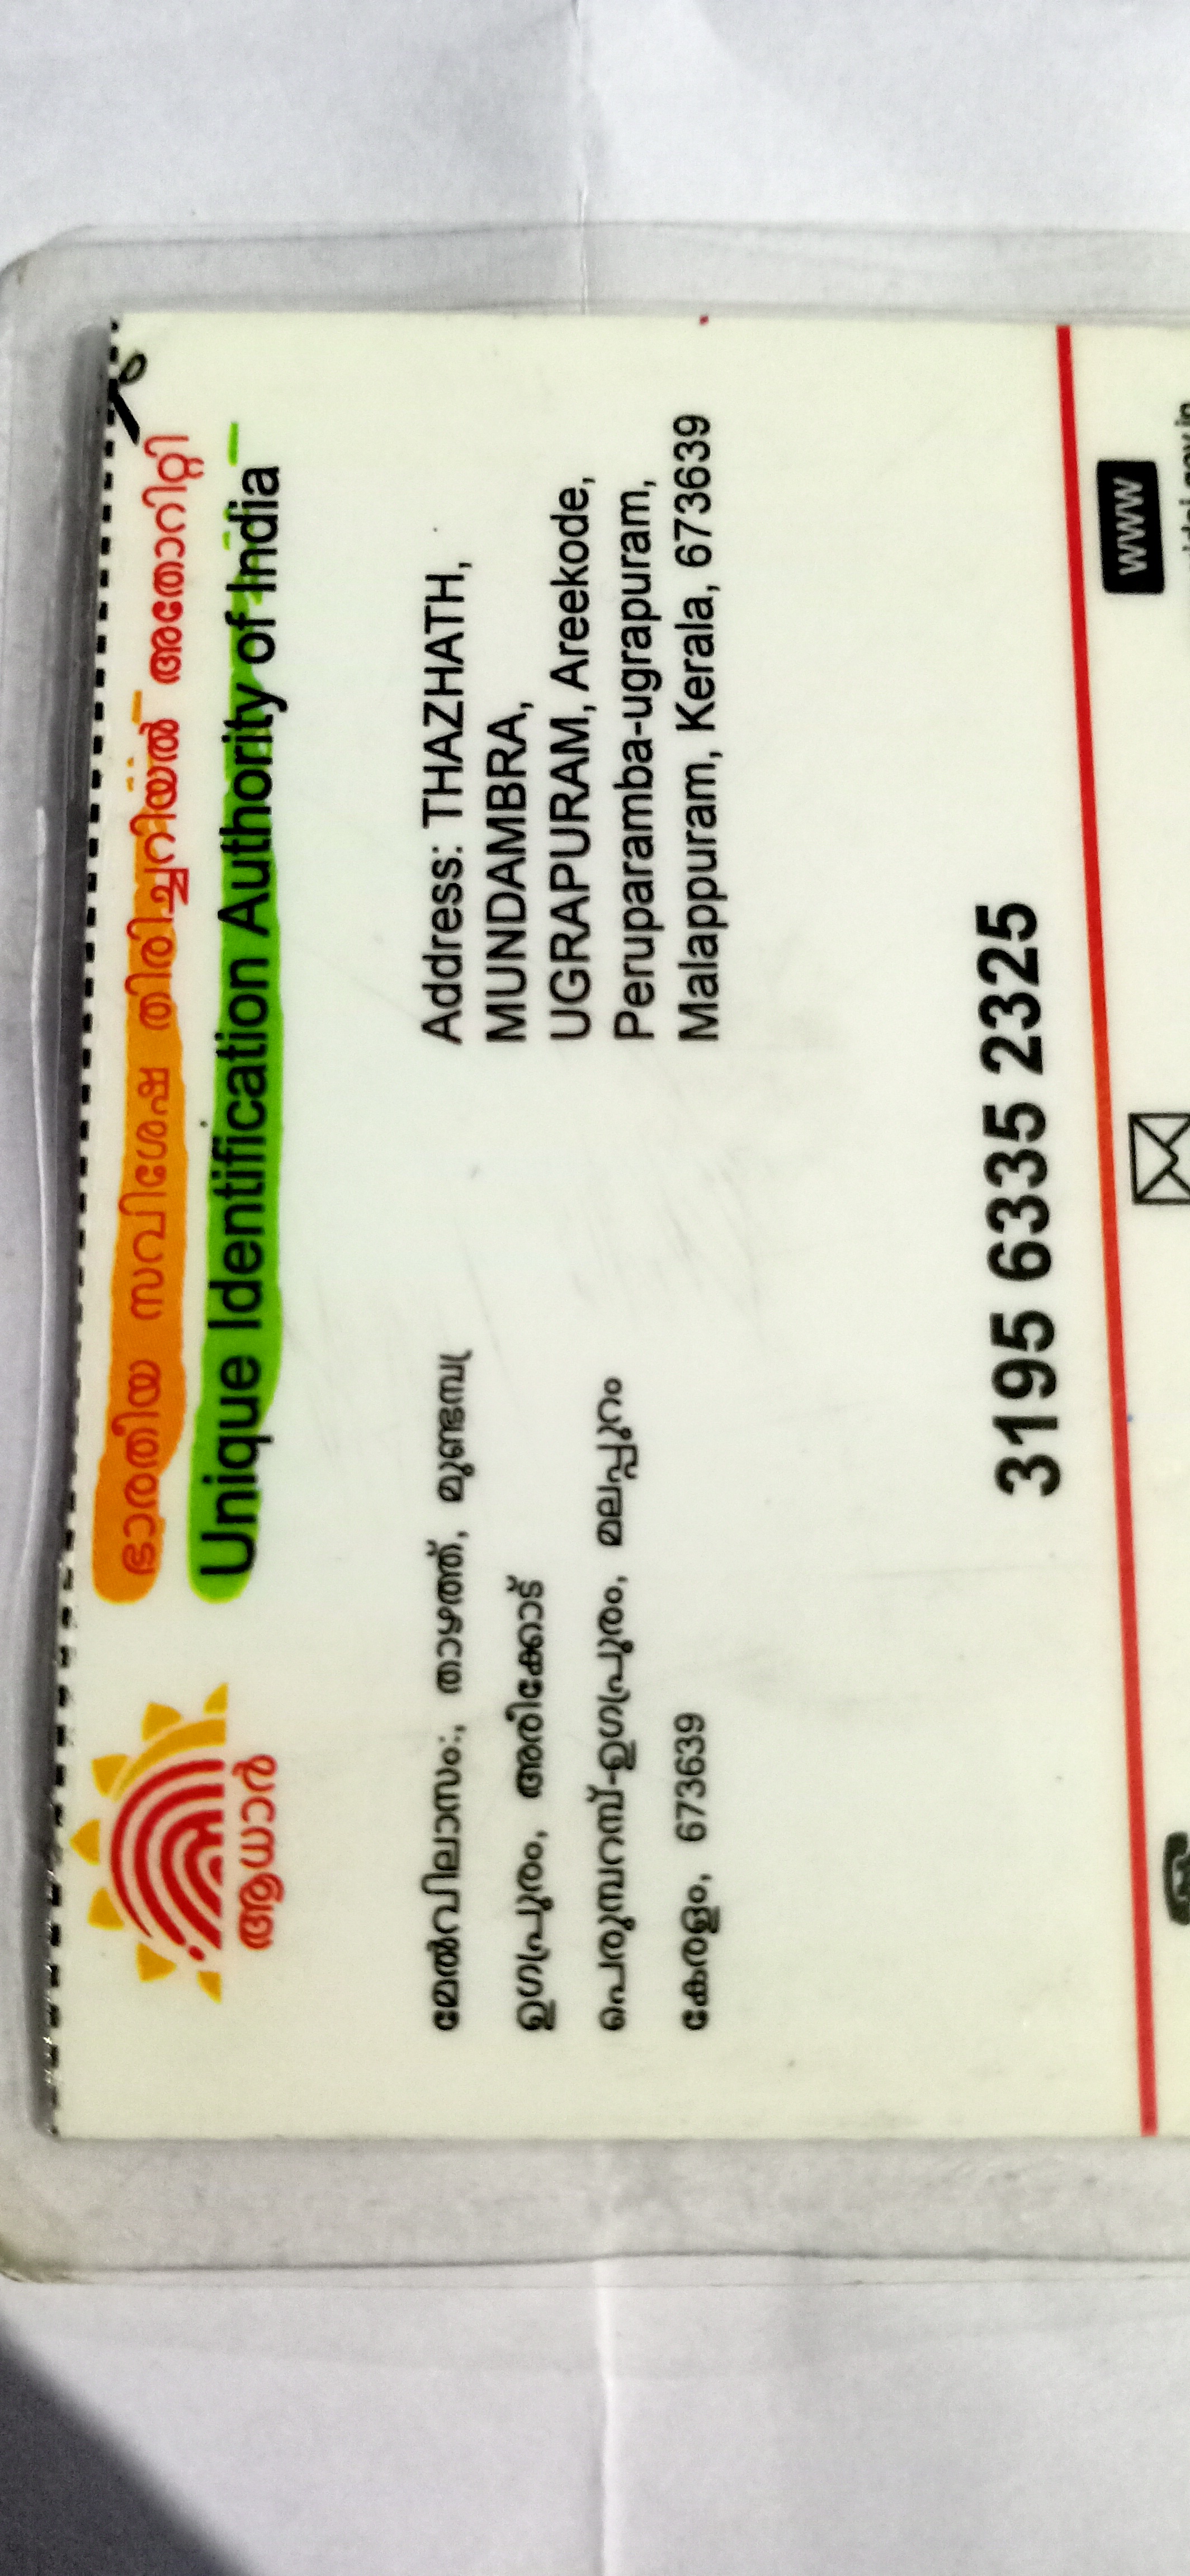 ഭാരതീയ സവിശേഷ തിരിച്ചറിയൽ അതോറിറ്റി
Unique Identification Authority of India
ആധാർ
മേൽവിലാസം:, താഴത്ത്, മുണ്ടമ്പ്ര
ഉഗ്രപുരം, അരീക്കോട്
പെരുമ്പറമ്പ്-ഉഗ്രപുരം, മലപ്പുറം
കേരളം, 673639
Address: THAZHATH,
MUNDAMBRA,
UGRAPURAM, Areekode,
Peruparamba-ugrapuram,
Malappuram, Kerala, 673639
3195 6335 2325
www